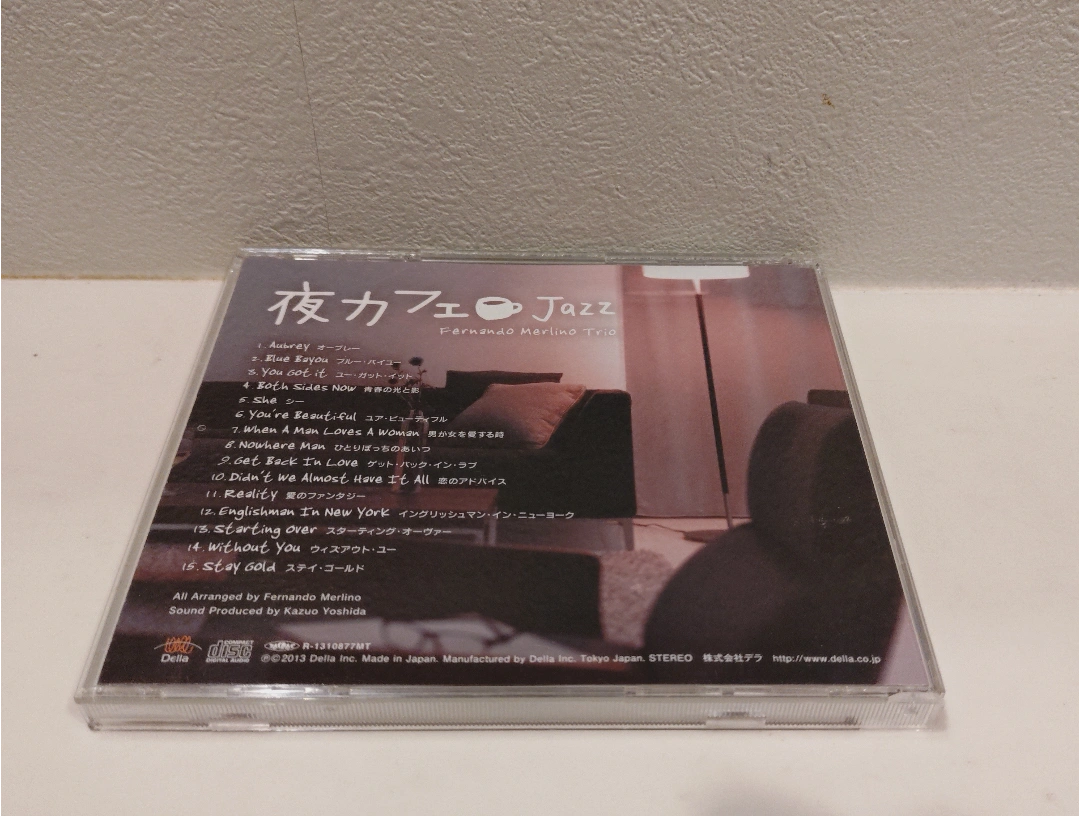 夜カフェ Jazz
Fernando Merlino Trio
1. Aubrey オーブレー
2. Blue Bayou ブルー・バイユー
3. You Got it ユー・ガット・イット
4. Both Sides Now 青春の光と影
5. She シー
6. You're Beautiful ユア・ビューティフル
7. When A Man Loves A Woman 男が女を愛する時
8. Nowhere Man ひとりぼっちのあいつ
9. Get Back In Love ゲット・バック・イン・ラブ
10. Didn't We Almost Have It All 恋のアドバイス
11. Reality 愛のファンタジー
12. Englishman In New York イングリッシュマン・イン・ニューヨーク
13. Starting Over スターティング・オーヴァー
14. Without You ウィズアウト・ユー
15. Stay Gold ステイ・ゴールド
All Arranged by Fernando Merlino
Sound Produced by Kazuo Yoshida
Della COMPACT disc DIGITAL AUDIO R-1310877MT
Ⓟ©2013 Della Inc. Made in Japan. Manufactured by Della Inc. Tokyo Japan. STEREO 株式会社デラ http://www.della.co.jp